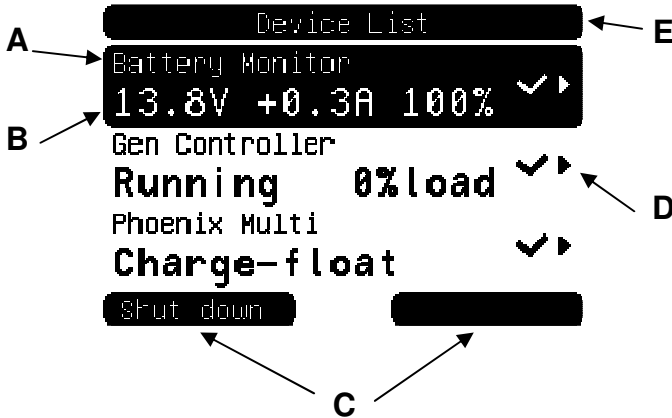 Device List
E
A
Battery Monitor
13.8V +0.3A 100%
B
Gen Controller
Running 0%load
D
Phoenix Multi
Charge-float
Shut down
C